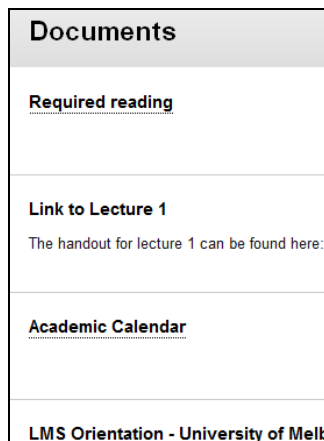 Documents
Required reading
Link to Lecture 1
The handout for lecture 1 can be found here:
Academic Calendar
LMS Orientation - University of Melb